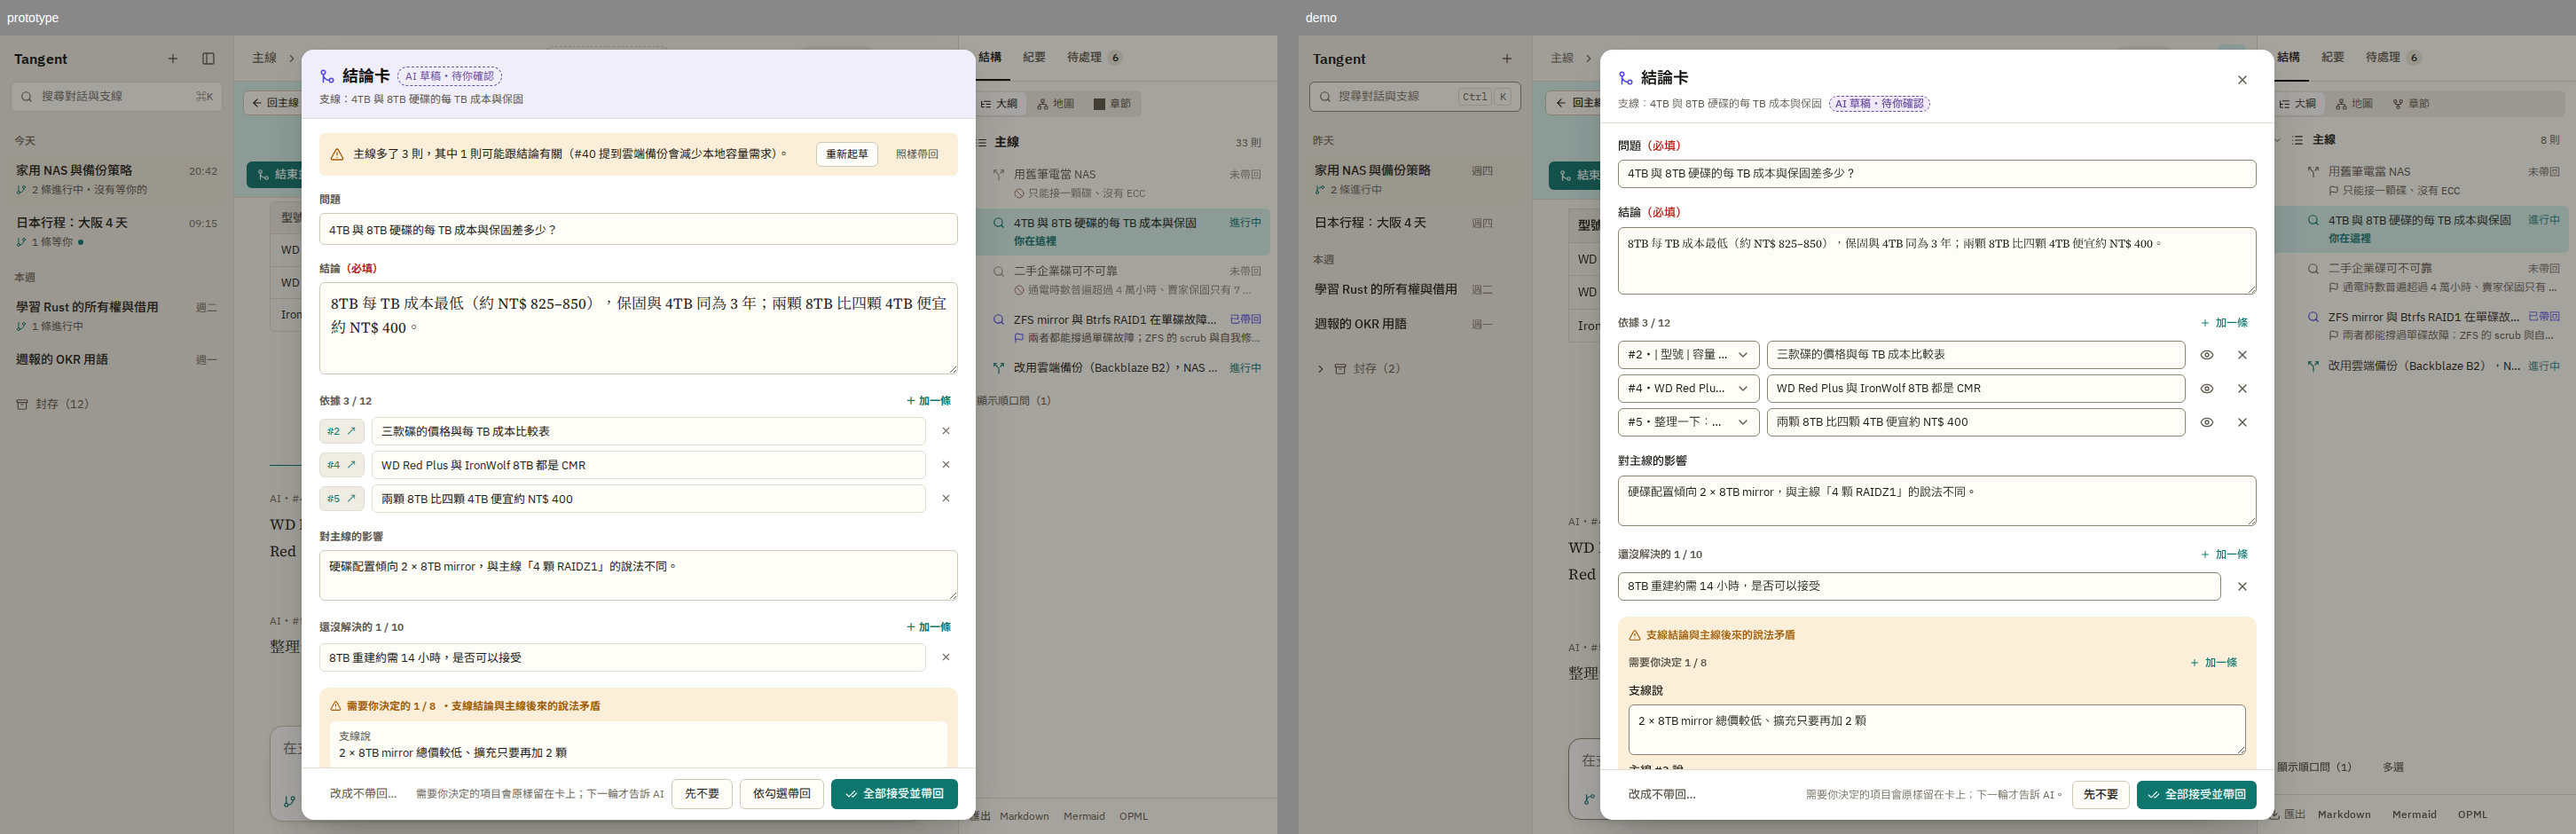 prototype
Tangent
搜尋對話與支線 ⌘K
今天
家用 NAS 與備份策略 20:42
2 條進行中・沒有等你的
日本行程：大阪 4 天 09:15
1 條等你
本週
學習 Rust 的所有權與借用 週二
1 條進行中
週報的 OKR 用語 週一
封存（12）
主線
回主線
結束
型號
WD
WD
Iron
AI・#
WD
Red
AI・#
整理
在支
結論卡 AI 草稿・待你確認
支線：4TB 與 8TB 硬碟的每 TB 成本與保固
主線多了 3 則，其中 1 則可能跟結論有關（#40 提到雲端備份會減少本地容量需求）。 重新起草 照樣帶回
問題
4TB 與 8TB 硬碟的每 TB 成本與保固差多少？
結論（必填）
8TB 每 TB 成本最低（約 NT$ 825–850），保固與 4TB 同為 3 年；兩顆 8TB 比四顆 4TB 便宜
約 NT$ 400。
依據 3 / 12 加一條
#2 ↗ 三款碟的價格與每 TB 成本比較表
#4 ↗ WD Red Plus 與 IronWolf 8TB 都是 CMR
#5 ↗ 兩顆 8TB 比四顆 4TB 便宜約 NT$ 400
對主線的影響
硬碟配置傾向 2 × 8TB mirror，與主線「4 顆 RAIDZ1」的說法不同。
還沒解決的 1 / 10 加一條
8TB 重建約需 14 小時，是否可以接受
需要你決定的 1 / 8 ・支線結論與主線後來的說法矛盾
支線說
2 × 8TB mirror 總價較低、擴充只要再加 2 顆
改成不帶回… 需要你決定的項目會原樣留在卡上；下一輪才告訴 AI 先不要 依勾選帶回 全部接受並帶回
結構 紀要 待處理 6
大綱 地圖 章節
主線 33 則
用舊筆電當 NAS 未帶回
只能接一顆碟、沒有 ECC
4TB 與 8TB 硬碟的每 TB 成本與保固 進行中
你在這裡
二手企業碟可不可靠 未帶回
通電時數普遍超過 4 萬小時、賣家保固只有 7 …
ZFS mirror 與 Btrfs RAID1 在單碟故障… 已帶回
兩者都能撐過單碟故障；ZFS 的 scrub 與自我修…
改用雲端備份（Backblaze B2），NAS … 進行中
顯示順口問（1）
匯出 Markdown Mermaid OPML
demo
Tangent
搜尋對話與支線 Ctrl K
昨天
家用 NAS 與備份策略 週四
2 條進行中
日本行程：大阪 4 天 週四
本週
學習 Rust 的所有權與借用 週二
週報的 OKR 用語 週一
封存（2）
主線
回主線
結束
型號
WD
WD
Iron
AI・#
WD
Red
AI・#
整理
在支
結論卡
支線：4TB 與 8TB 硬碟的每 TB 成本與保固 AI 草稿・待你確認
問題（必填）
4TB 與 8TB 硬碟的每 TB 成本與保固差多少？
結論（必填）
8TB 每 TB 成本最低（約 NT$ 825–850），保固與 4TB 同為 3 年；兩顆 8TB 比四顆 4TB 便宜約 NT$ 400。
依據 3 / 12 加一條
#2・| 型號 | 容量 … 三款碟的價格與每 TB 成本比較表
#4・WD Red Plu… WD Red Plus 與 IronWolf 8TB 都是 CMR
#5・整理一下：… 兩顆 8TB 比四顆 4TB 便宜約 NT$ 400
對主線的影響
硬碟配置傾向 2 × 8TB mirror，與主線「4 顆 RAIDZ1」的說法不同。
還沒解決的 1 / 10 加一條
8TB 重建約需 14 小時，是否可以接受
支線結論與主線後來的說法矛盾
需要你決定 1 / 8 加一條
支線說
2 × 8TB mirror 總價較低、擴充只要再加 2 顆
改成不帶回… 需要你決定的項目會原樣留在卡上；下一輪才告訴 AI。 先不要 全部接受並帶回
結構 紀要 待處理 6
大綱 地圖 章節
主線 8 則
用舊筆電當 NAS 未帶回
只能接一顆碟、沒有 ECC
4TB 與 8TB 硬碟的每 TB 成本與保固 進行中
你在這裡
二手企業碟可不可靠 未帶回
通電時數普遍超過 4 萬小時、賣家保固只有 …
ZFS mirror 與 Btrfs RAID1 在單碟故… 已帶回
兩者都能撐過單碟故障；ZFS 的 scrub 與自…
改用雲端備份（Backblaze B2），N… 進行中
顯示順口問（1） 多選
匯出 Markdown Mermaid OPML